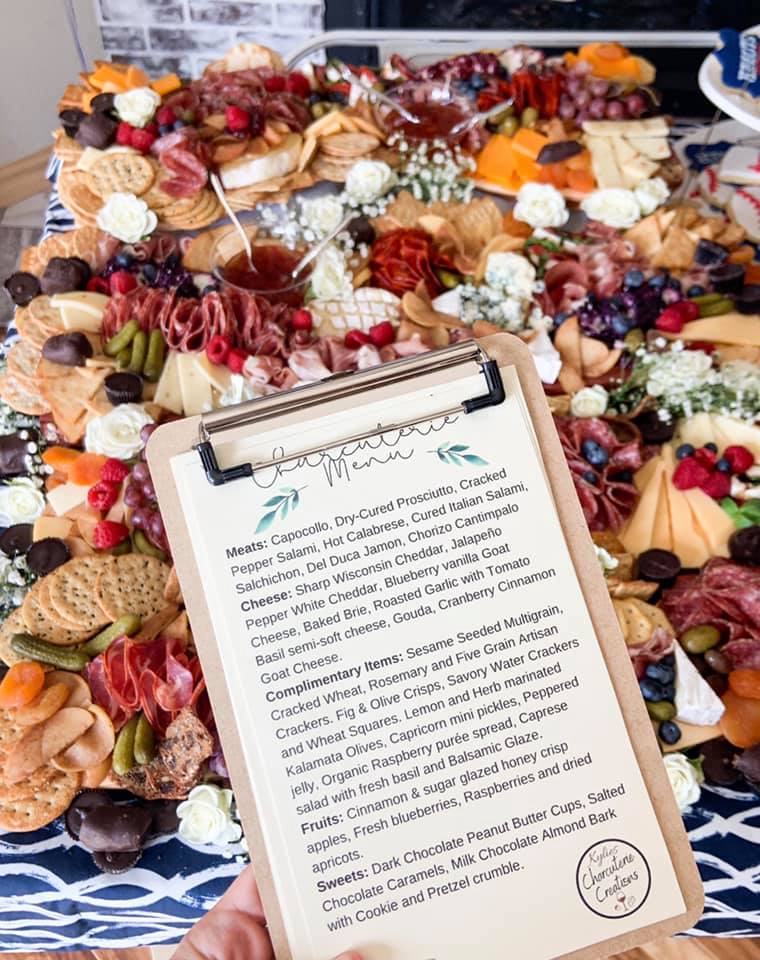 Charcuterie
Menu
Meats: Capocollo, Dry-Cured Prosciutto, Cracked
Pepper Salami, Hot Calabrese, Cured Italian Salami,
Salchichon, Del Duca Jamon, Chorizo Cantimpalo
Cheese: Sharp Wisconsin Cheddar, Jalapeño
Pepper White Cheddar, Blueberry vanilla Goat
Cheese, Baked Brie, Roasted Garlic with Tomato
Basil semi-soft cheese, Gouda, Cranberry Cinnamon
Goat Cheese.
Complimentary Items: Sesame Seeded Multigrain,
Cracked Wheat, Rosemary and Five Grain Artisan
Crackers. Fig & Olive Crisps, Savory Water Crackers
and Wheat Squares. Lemon and Herb marinated
Kalamata Olives, Capricorn mini pickles, Peppered
jelly, Organic Raspberry purée spread, Caprese
salad with fresh basil and Balsamic Glaze.
Fruits: Cinnamon & sugar glazed honey crisp
apples, Fresh blueberries, Raspberries and dried
apricots.
Sweets: Dark Chocolate Peanut Butter Cups, Salted
Chocolate Caramels, Milk Chocolate Almond Bark
with Cookie and Pretzel crumble.
Kylie's
Charcuterie
Creations